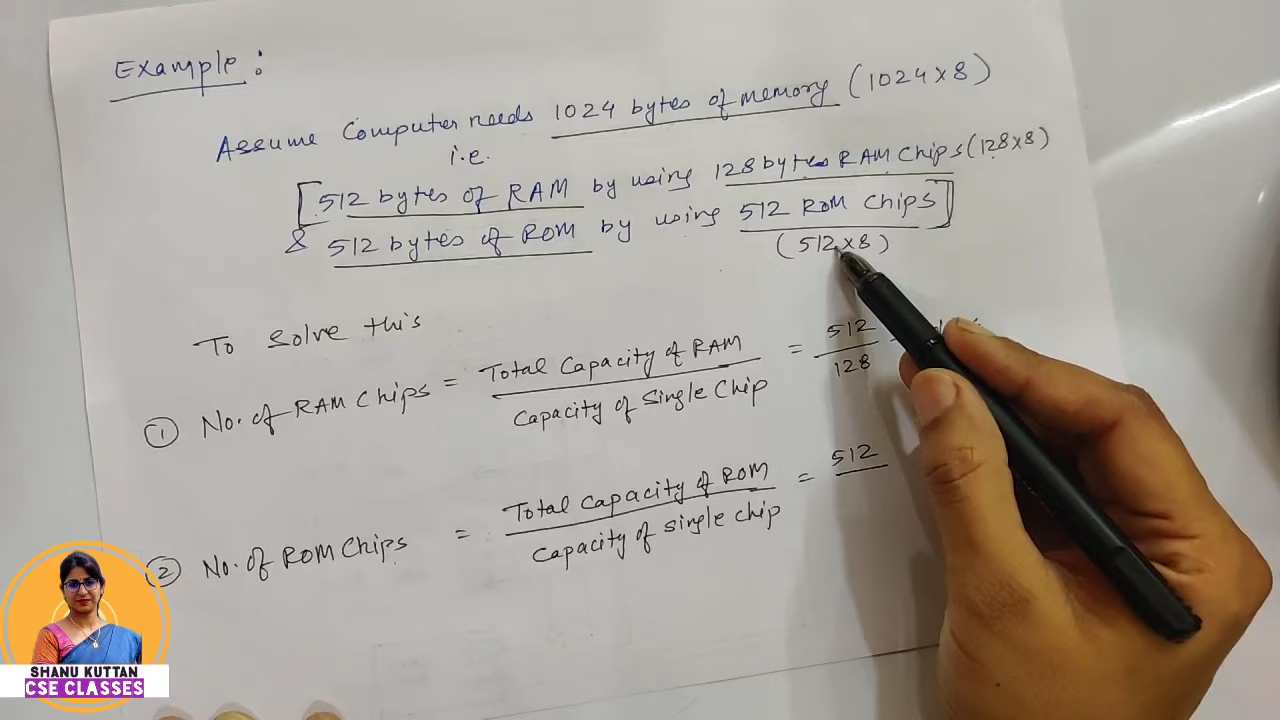 Example :
Assume Computer needs 1024 bytes of memory (1024×8)
i.e.
[512 bytes of RAM by using 128 bytes RAM Chips (128×8)
& 512 bytes of ROM by using 512 ROM Chips]
(512×8)
To solve this
① No. of RAM Chips = Total Capacity of RAM / Capacity of Single Chip = 512 / 128
② No. of ROM Chips = Total Capacity of ROM / Capacity of single chip = 512
SHANU KUTTAN
CSE CLASSES